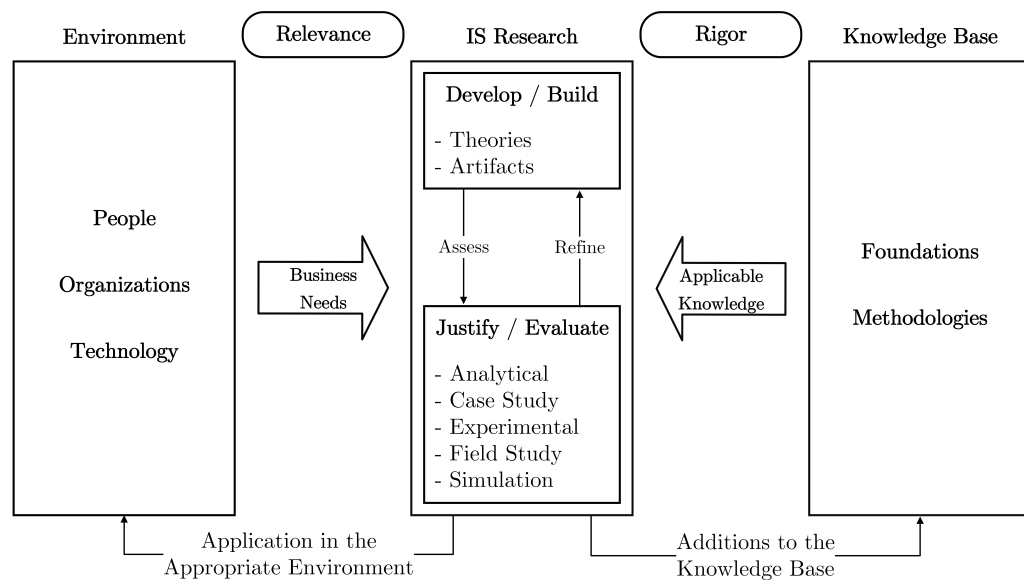 Environment
Relevance
IS Research
Rigor
Knowledge Base
People
Organizations
Technology
Business
Needs
Develop / Build
- Theories
- Artifacts
Assess
Refine
Justify / Evaluate
- Analytical
- Case Study
- Experimental
- Field Study
- Simulation
Applicable
Knowledge
Foundations
Methodologies
Application in the
Appropriate Environment
Additions to the
Knowledge Base